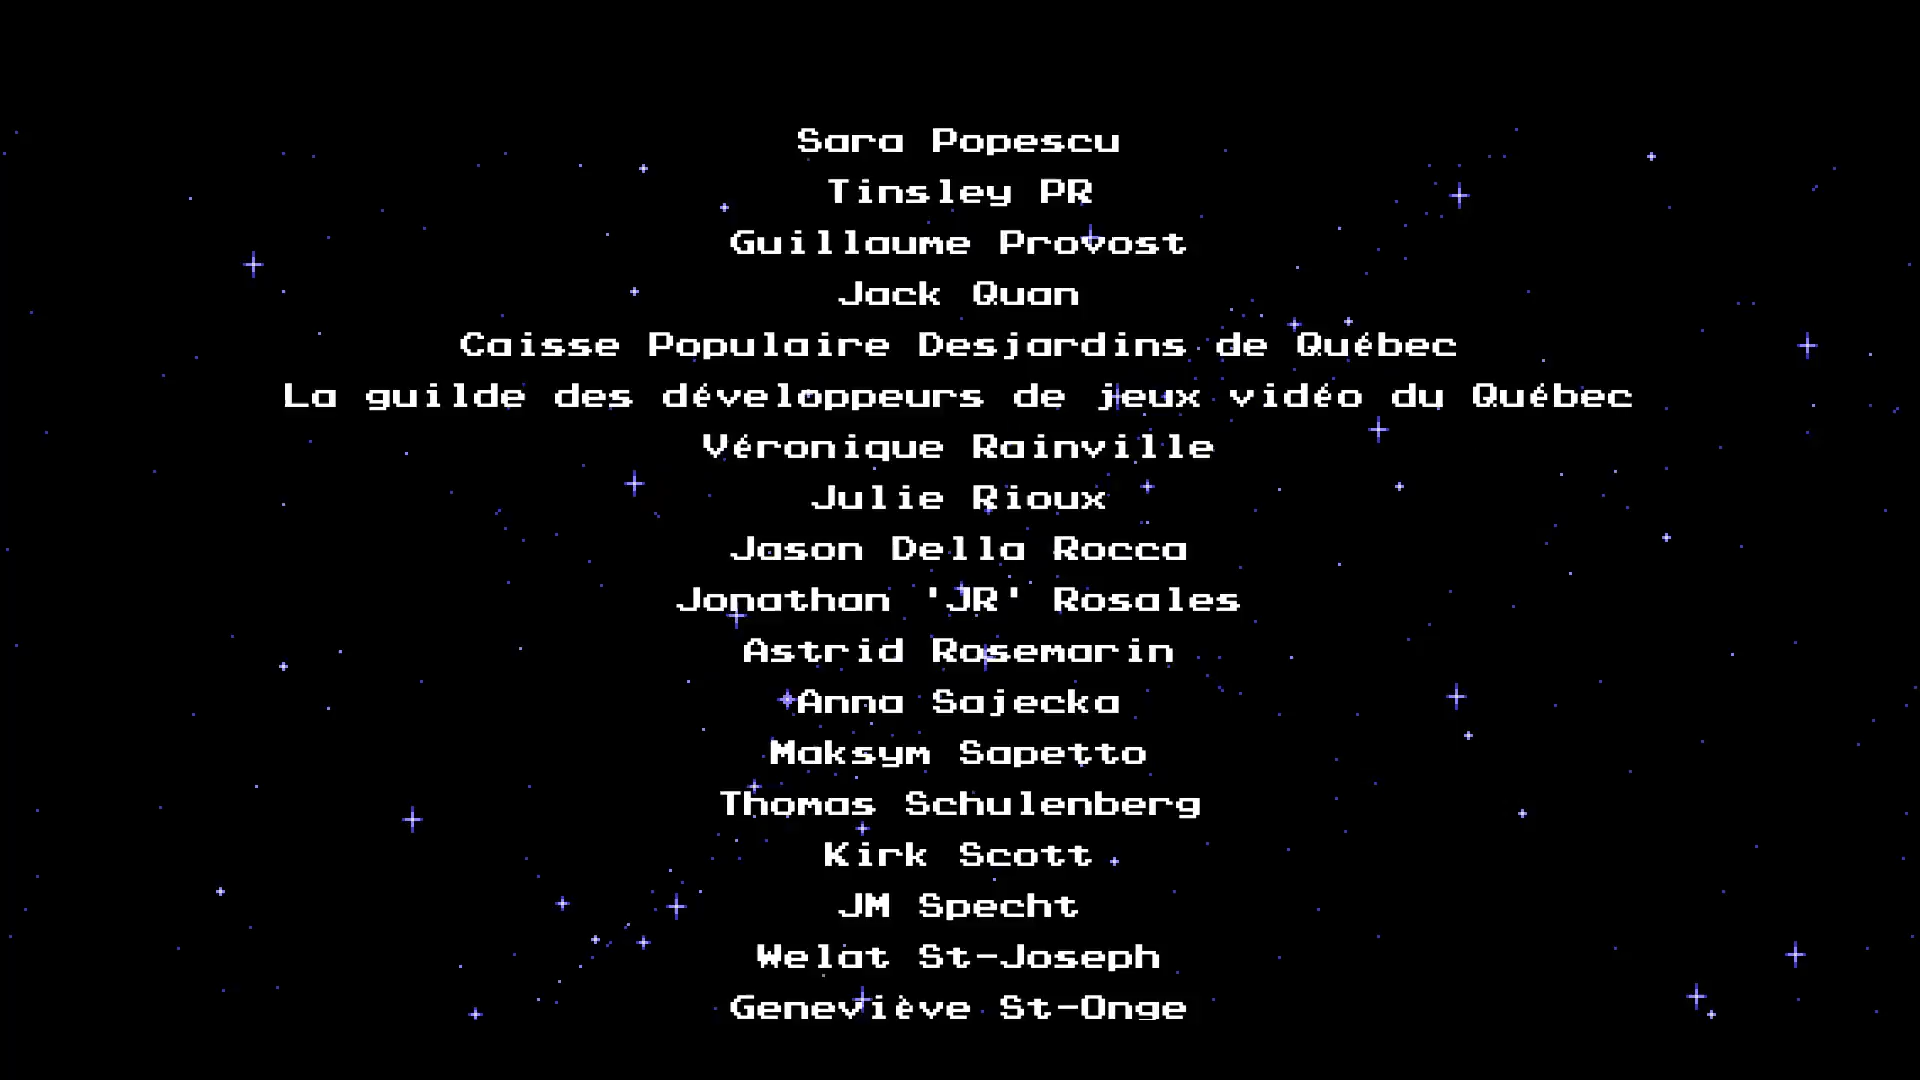 Sara Popescu
Tinsley PR
Guillaume Provost
Jack Quan
Caisse Populaire Desjardins de Québec
La guilde des développeurs de jeux vidéo du Québec
Véronique Rainville
Julie Rioux
Jason Della Rocca
Jonathan 'JR' Rosales
Astrid Rosemarin
Anna Sajecka
Maksym Sapetto
Thomas Schulenberg
Kirk Scott
JM Specht
Welat St-Joseph
Geneviève St-Onge